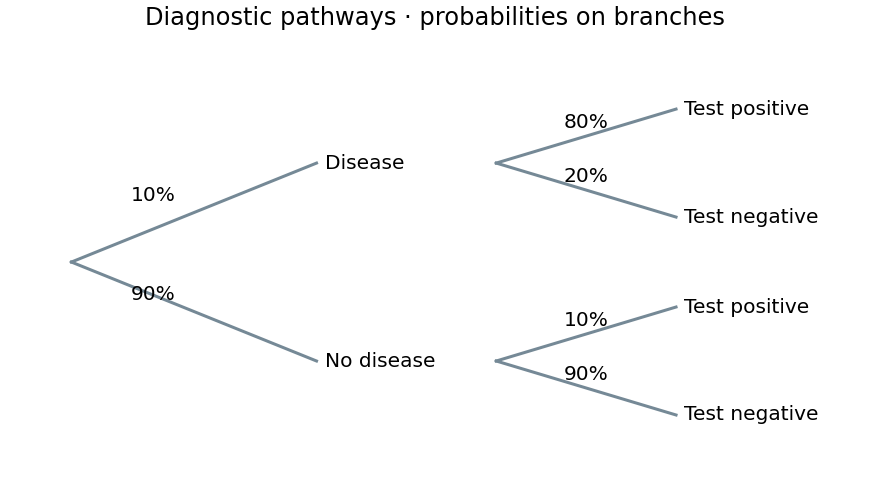 Diagnostic pathways · probabilities on branches
10%
90%
Disease
No disease
80%
20%
Test positive
Test negative
10%
90%
Test positive
Test negative